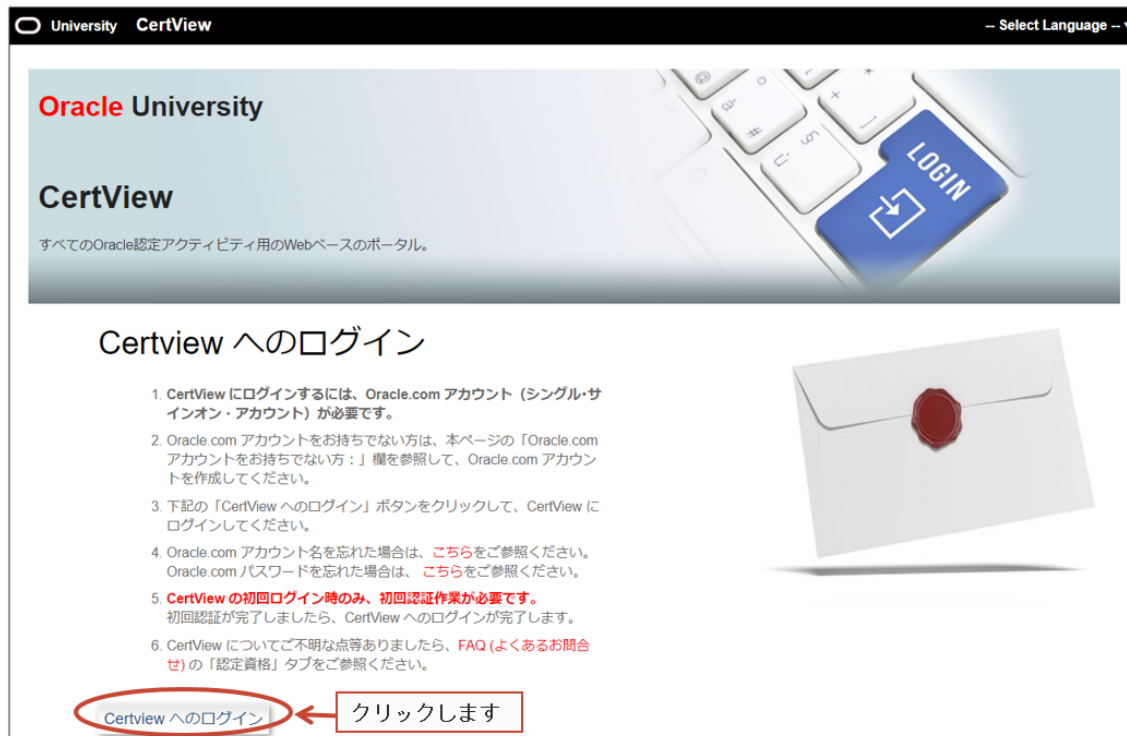 University CertView
-- Select Language --
Oracle University
CertView
すべてのOracle認定アクティビティ用のWebベースのポータル。
LOGIN
Certview へのログイン
1. CertView にログインするには、Oracle.com アカウント（シングル･サ
インオン・アカウント）が必要です。
2. Oracle.com アカウントをお持ちでない方は、本ページの「Oracle.com
アカウントをお持ちでない方：」欄を参照して、Oracle.com アカウン
トを作成してください。
3. 下記の「CertView へのログイン」ボタンをクリックして、CertView に
ログインしてください。
4. Oracle.com アカウント名を忘れた場合は、こちらをご参照ください。
Oracle.com パスワードを忘れた場合は、 こちらをご参照ください。
5. CertView の初回ログイン時のみ、初回認証作業が必要です。
初回認証が完了しましたら、CertView へのログインが完了します。
6. CertView についてご不明な点等ありましたら、FAQ (よくあるお問合
せ) の「認定資格」タブをご参照ください。
Certview へのログイン
クリックします